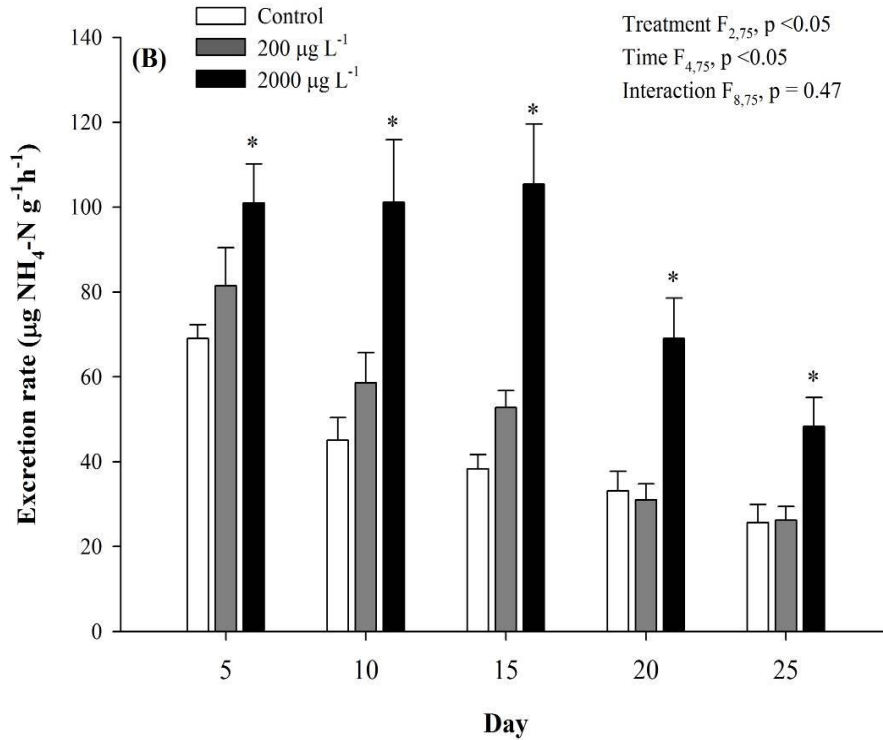 Control
200 µg L⁻¹
2000 µg L⁻¹
Treatment F₂,₇₅, p <0.05
Time F₄,₇₅, p <0.05
Interaction F₈,₇₅, p = 0.47
(B)
140
120
100
80
60
40
20
0
Excretion rate (µg NH₄-N g⁻¹h⁻¹
*
*
*
*
*
5 10 15 20 25
Day